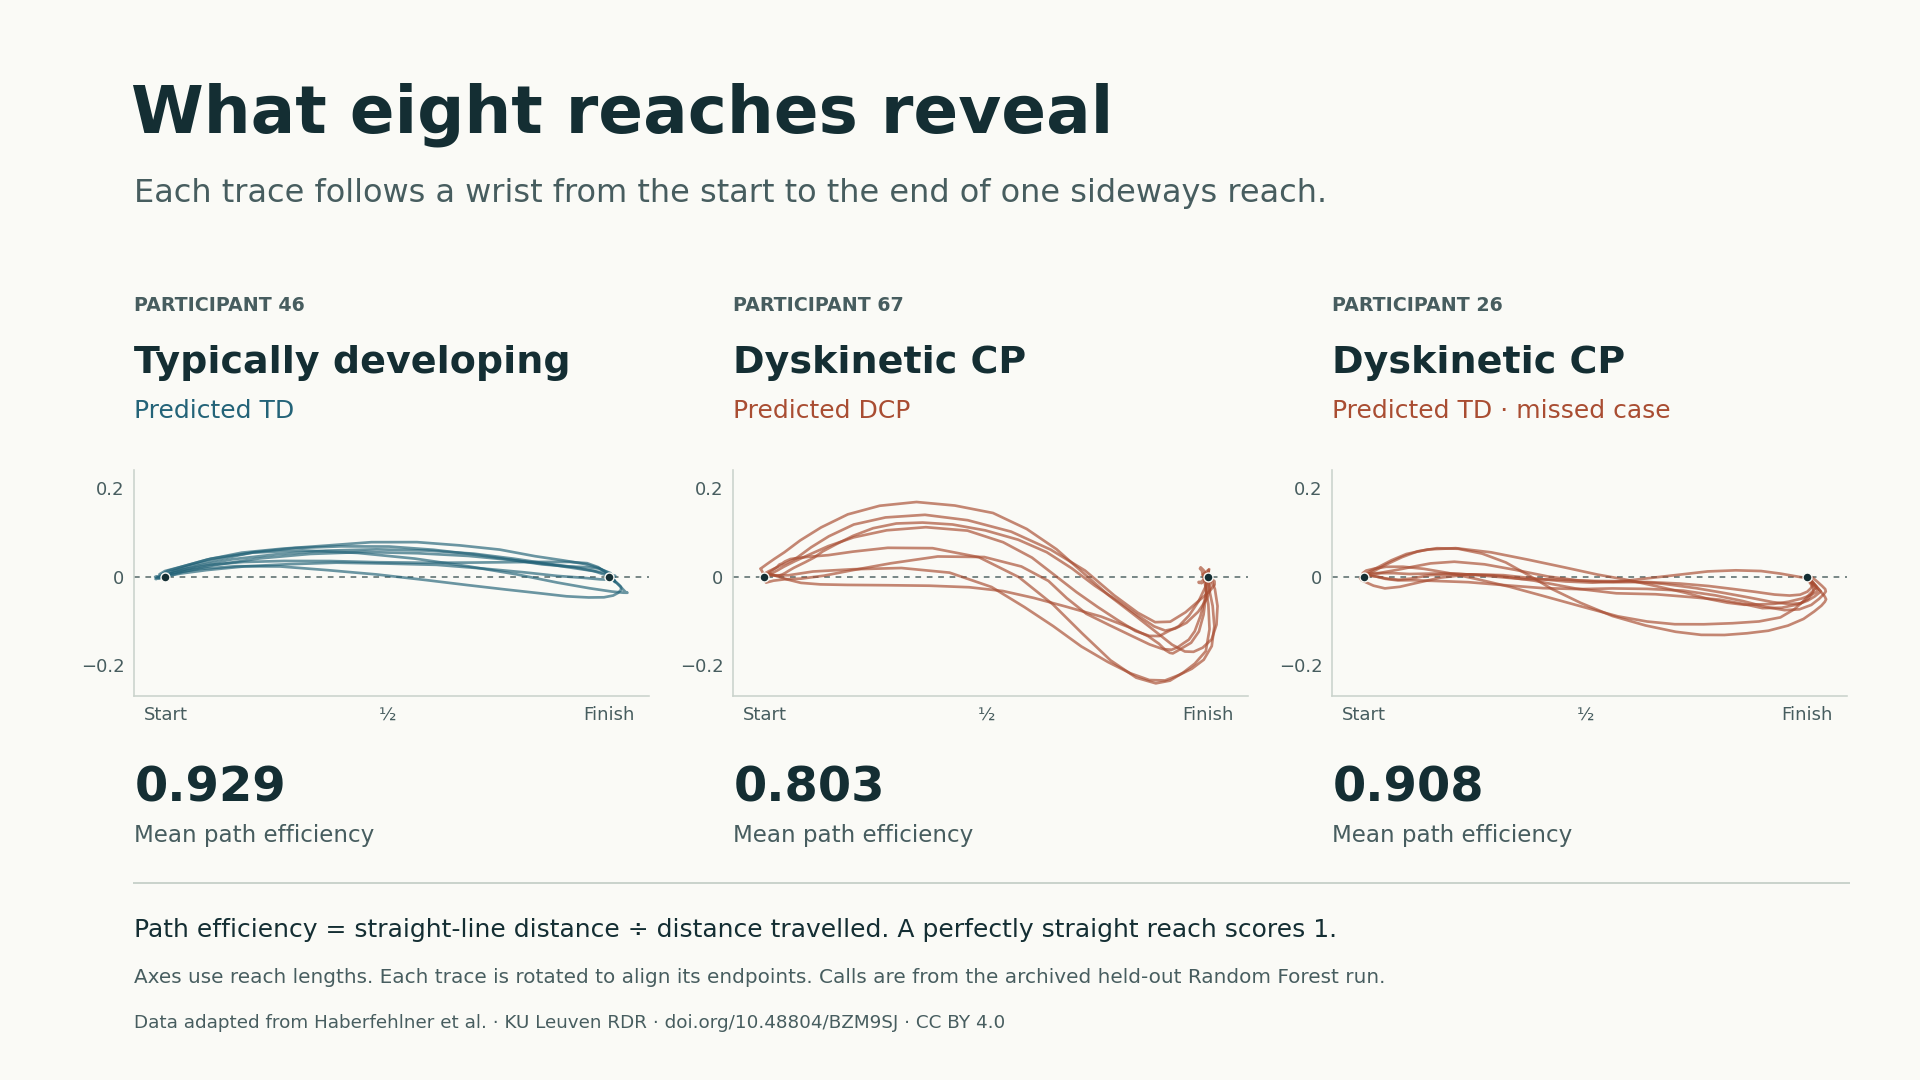 What eight reaches reveal
Each trace follows a wrist from the start to the end of one sideways reach.
PARTICIPANT 46
Typically developing
Predicted TD
0.2
0
−0.2
Start
½
Finish
0.929
Mean path efficiency
PARTICIPANT 67
Dyskinetic CP
Predicted DCP
0.2
0
−0.2
Start
½
Finish
0.803
Mean path efficiency
PARTICIPANT 26
Dyskinetic CP
Predicted TD · missed case
0.2
0
−0.2
Start
½
Finish
0.908
Mean path efficiency
Path efficiency = straight-line distance ÷ distance travelled. A perfectly straight reach scores 1.
Axes use reach lengths. Each trace is rotated to align its endpoints. Calls are from the archived held-out Random Forest run.
Data adapted from Haberfehlner et al. · KU Leuven RDR · doi.org/10.48804/BZM9SJ · CC BY 4.0